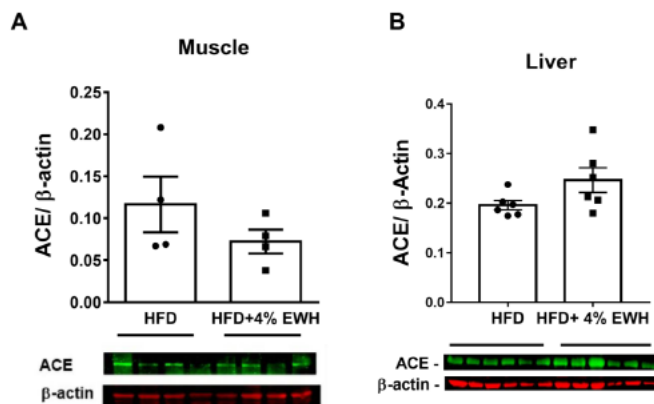 A
Muscle
ACE/ β-actin
0.25
0.20
0.15
0.10
0.05
0.00
HFD
HFD+4% EWH
ACE
β-actin
B
Liver
ACE/ β-Actin
0.4
0.3
0.2
0.1
0.0
HFD
HFD+ 4% EWH
ACE -
β-actin -